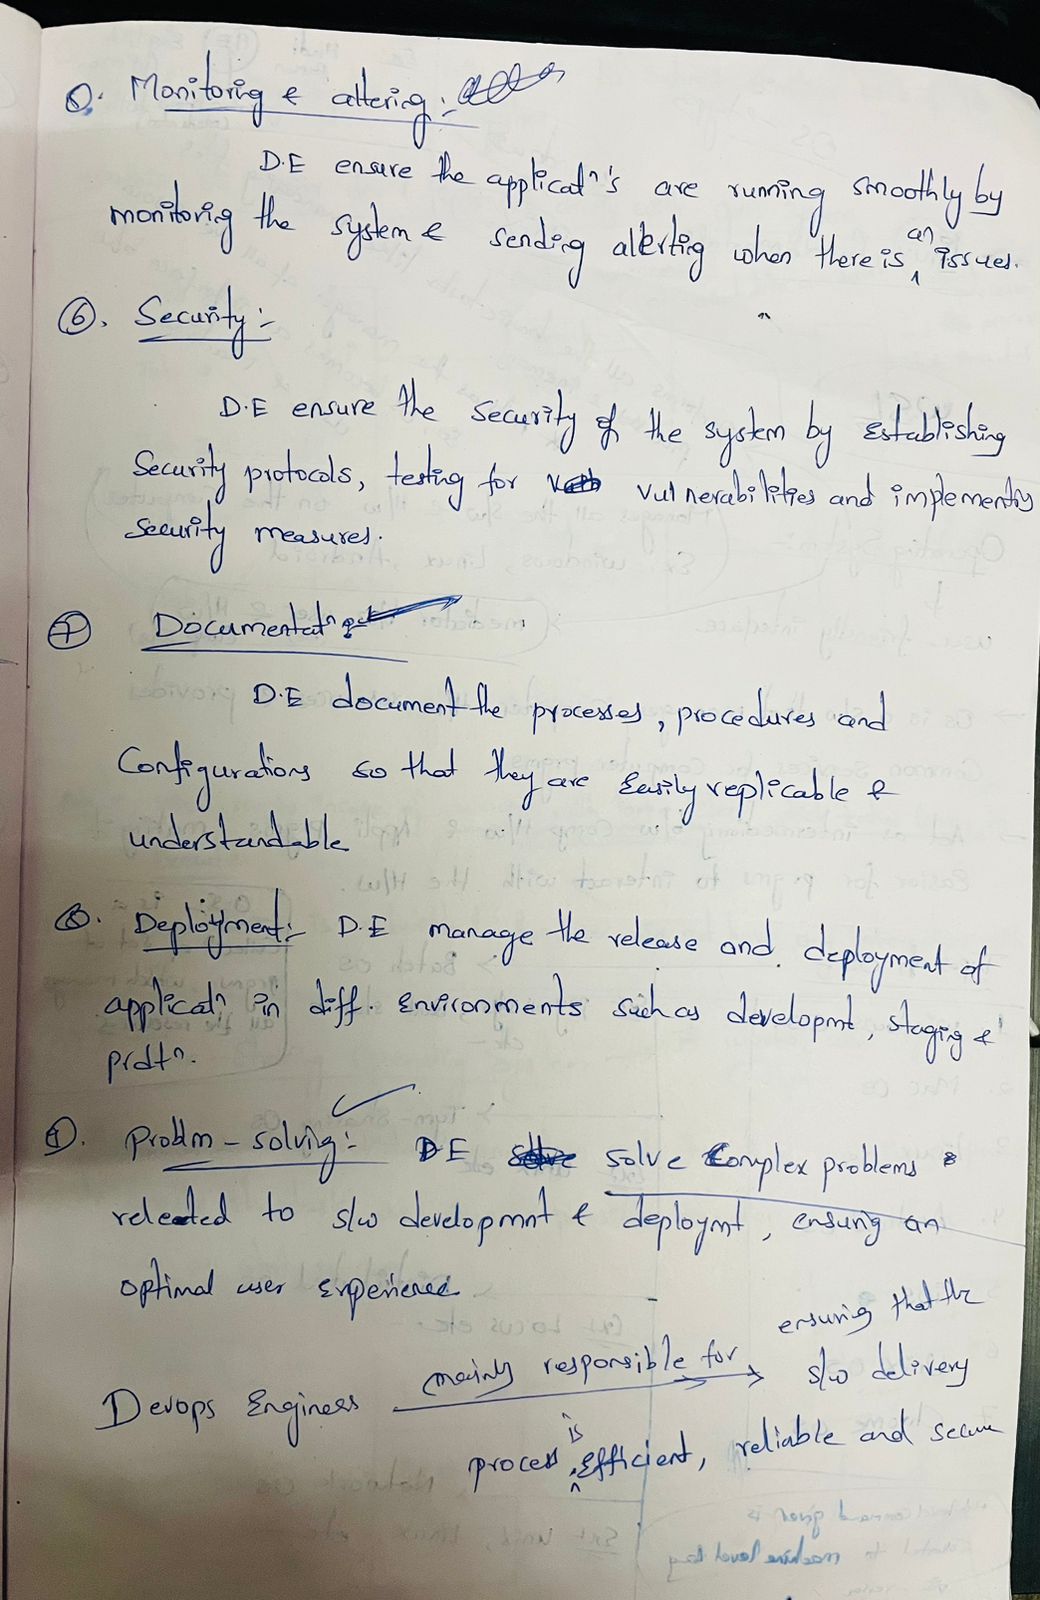 5. Monitoring & altering:-
D.E ensure the applicatⁿ's are running smoothly by
monitoring the system & sending alerting when there is an issues.
6. Security:-
D.E ensure the security of the system by establishing
Security protocols, testing for vulnerabilities and implementing
security measures.
7 Documentatⁿ:-
D.E document the processes, procedures and
Configurations so that they are Easily replicable &
understandable
8. Deployment:- D.E manage the release and deployment of
applicatⁿ in diff. Environments such as developmt, staging &
prdtⁿ.
9. Problm-solving:- DE solve Complex problems
releated to s/w developmnt & deploymt, ensuring an
optimal user experience
Devops Engineers mainly responsible for ensuring that the
s/w delivery
process is Efficient, reliable and secure